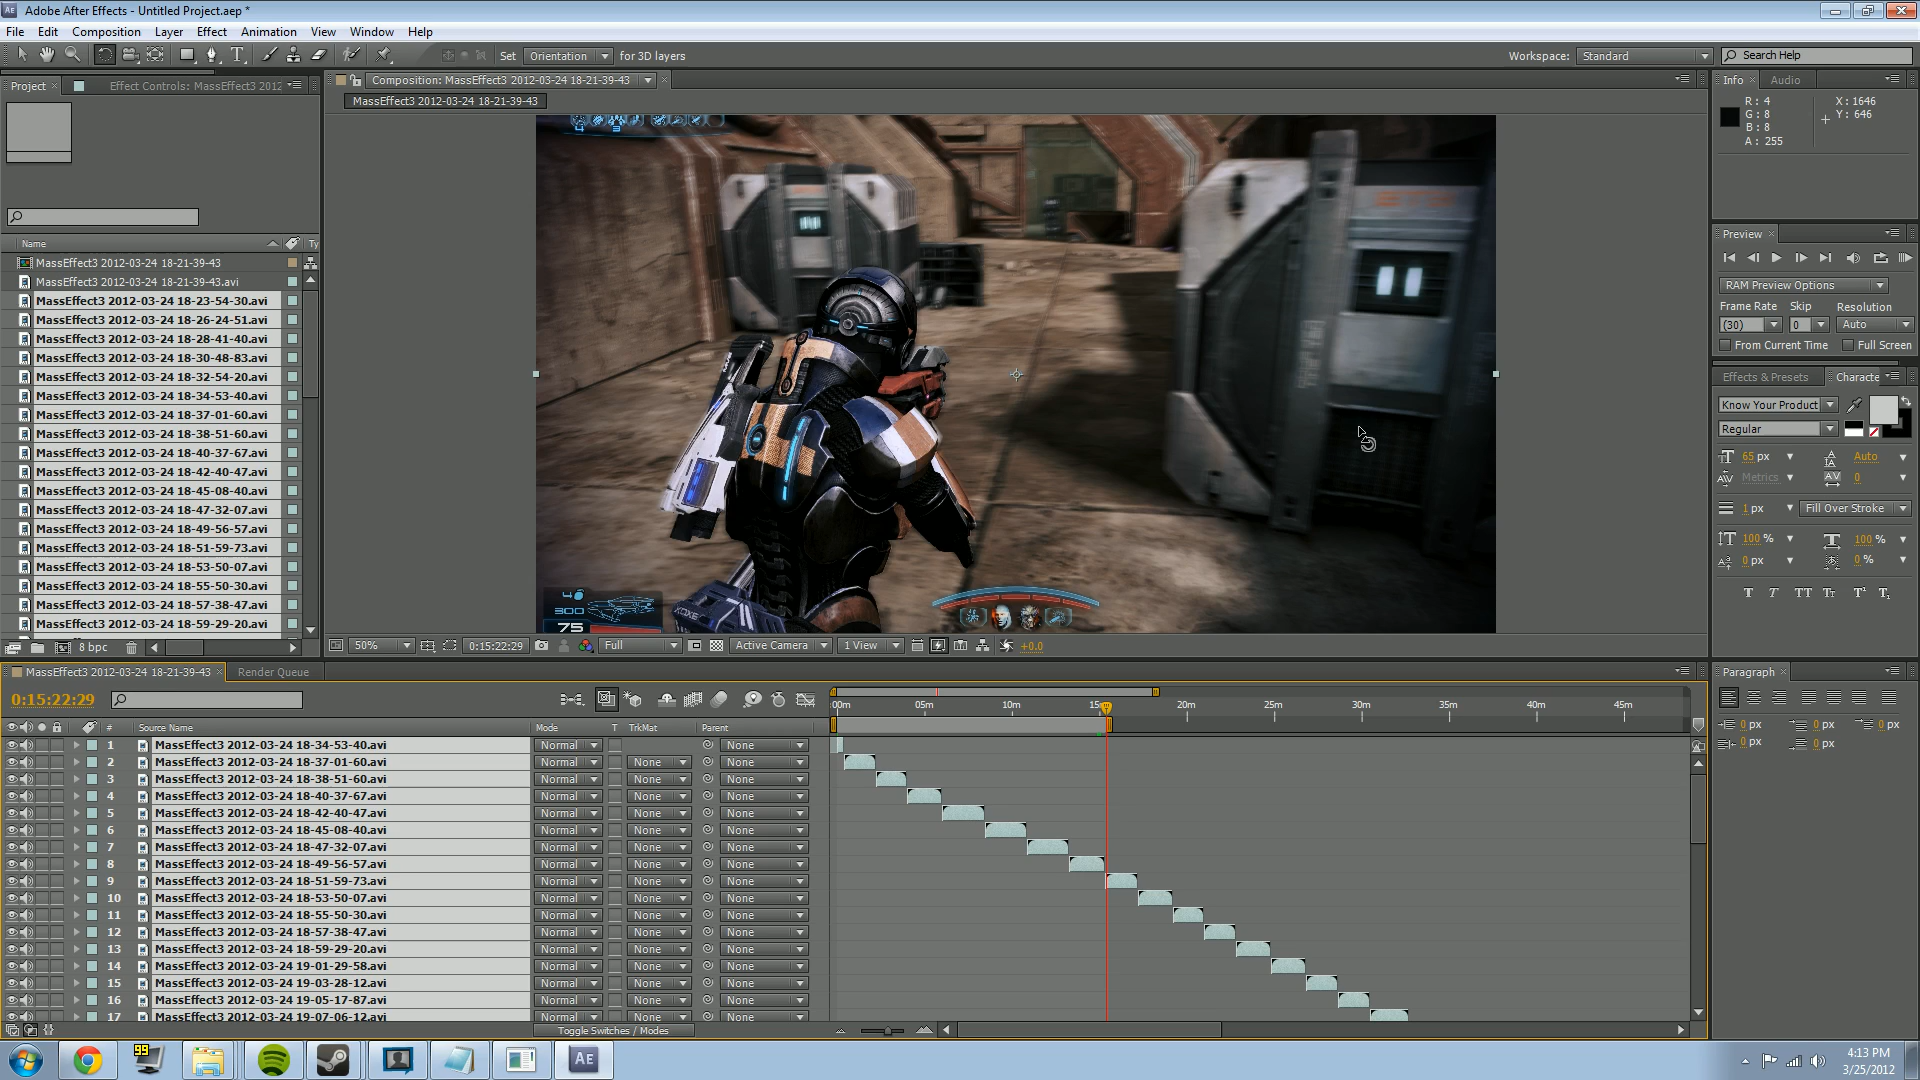 Adobe After Effects - Untitled Project.aep *
File Edit Composition Layer Effect Animation View Window Help
Set Orientation for 3D layers Workspace: Standard Search Help
Project Effect Controls: MassEffect3 2012
Name Ty
MassEffect3 2012-03-24 18-21-39-43
MassEffect3 2012-03-24 18-21-39-43.avi
MassEffect3 2012-03-24 18-23-54-30.avi
MassEffect3 2012-03-24 18-26-24-51.avi
MassEffect3 2012-03-24 18-28-41-40.avi
MassEffect3 2012-03-24 18-30-48-83.avi
MassEffect3 2012-03-24 18-32-54-20.avi
MassEffect3 2012-03-24 18-34-53-40.avi
MassEffect3 2012-03-24 18-37-01-60.avi
MassEffect3 2012-03-24 18-38-51-60.avi
MassEffect3 2012-03-24 18-40-37-67.avi
MassEffect3 2012-03-24 18-42-40-47.avi
MassEffect3 2012-03-24 18-45-08-40.avi
MassEffect3 2012-03-24 18-47-32-07.avi
MassEffect3 2012-03-24 18-49-56-57.avi
MassEffect3 2012-03-24 18-51-59-73.avi
MassEffect3 2012-03-24 18-53-50-07.avi
MassEffect3 2012-03-24 18-55-50-30.avi
MassEffect3 2012-03-24 18-57-38-47.avi
MassEffect3 2012-03-24 18-59-29-20.avi
8 bpc
Composition: MassEffect3 2012-03-24 18-21-39-43
MassEffect3 2012-03-24 18-21-39-43
4
300
75
50% 0:15:22:29 Full Active Camera 1 View +0.0
Info Audio
R: 4 X: 1646
G: 8 Y: 646
B: 8
A: 255
Preview
RAM Preview Options
Frame Rate Skip Resolution
(30) 0 Auto
From Current Time Full Screen
Effects & Presets Characte
Know Your Product
Regular
65 px Auto
Metrics 0
1 px Fill Over Stroke
100 % 100 %
0 px 0 %
T T TT Tt T¹ T₁
Paragraph
0 px 0 px 0 px
0 px 0 px
MassEffect3 2012-03-24 18-21-39-43 Render Queue
0:15:22:29
# Source Name Mode T TrkMat Parent
:00m 05m 10m 15 20m 25m 30m 35m 40m 45m
1 MassEffect3 2012-03-24 18-34-53-40.avi Normal None
2 MassEffect3 2012-03-24 18-37-01-60.avi Normal None None
3 MassEffect3 2012-03-24 18-38-51-60.avi Normal None None
4 MassEffect3 2012-03-24 18-40-37-67.avi Normal None None
5 MassEffect3 2012-03-24 18-42-40-47.avi Normal None None
6 MassEffect3 2012-03-24 18-45-08-40.avi Normal None None
7 MassEffect3 2012-03-24 18-47-32-07.avi Normal None None
8 MassEffect3 2012-03-24 18-49-56-57.avi Normal None None
9 MassEffect3 2012-03-24 18-51-59-73.avi Normal None None
10 MassEffect3 2012-03-24 18-53-50-07.avi Normal None None
11 MassEffect3 2012-03-24 18-55-50-30.avi Normal None None
12 MassEffect3 2012-03-24 18-57-38-47.avi Normal None None
13 MassEffect3 2012-03-24 18-59-29-20.avi Normal None None
14 MassEffect3 2012-03-24 19-01-29-58.avi Normal None None
15 MassEffect3 2012-03-24 19-03-28-12.avi Normal None None
16 MassEffect3 2012-03-24 19-05-17-87.avi Normal None None
17 MassEffect3 2012-03-24 19-07-06-12.avi Normal None None
Toggle Switches / Modes
99
Ae
4:13 PM
3/25/2012